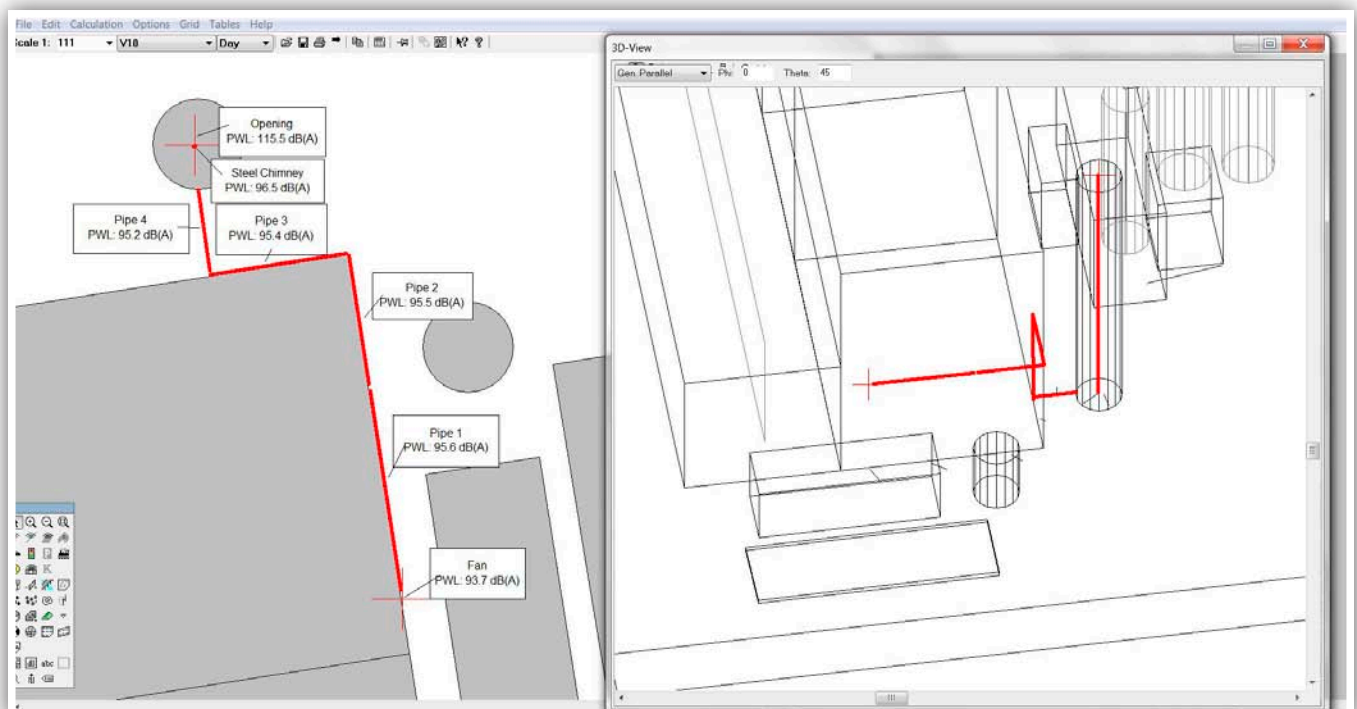 File Edit Calculation Options Grid Tables Help
cale 1: 111 V10 Day
Opening
PWL: 115.5 dB(A)
Steel Chimney
PWL: 96.5 dB(A)
Pipe 4
PWL: 95.2 dB(A)
Pipe 3
PWL: 95.4 dB(A)
Pipe 2
PWL: 95.5 dB(A)
Pipe 1
PWL: 95.6 dB(A)
Fan
PWL: 93.7 dB(A)
abc
3D-View
Gen. Parallel Phi: 0 Theta: 45